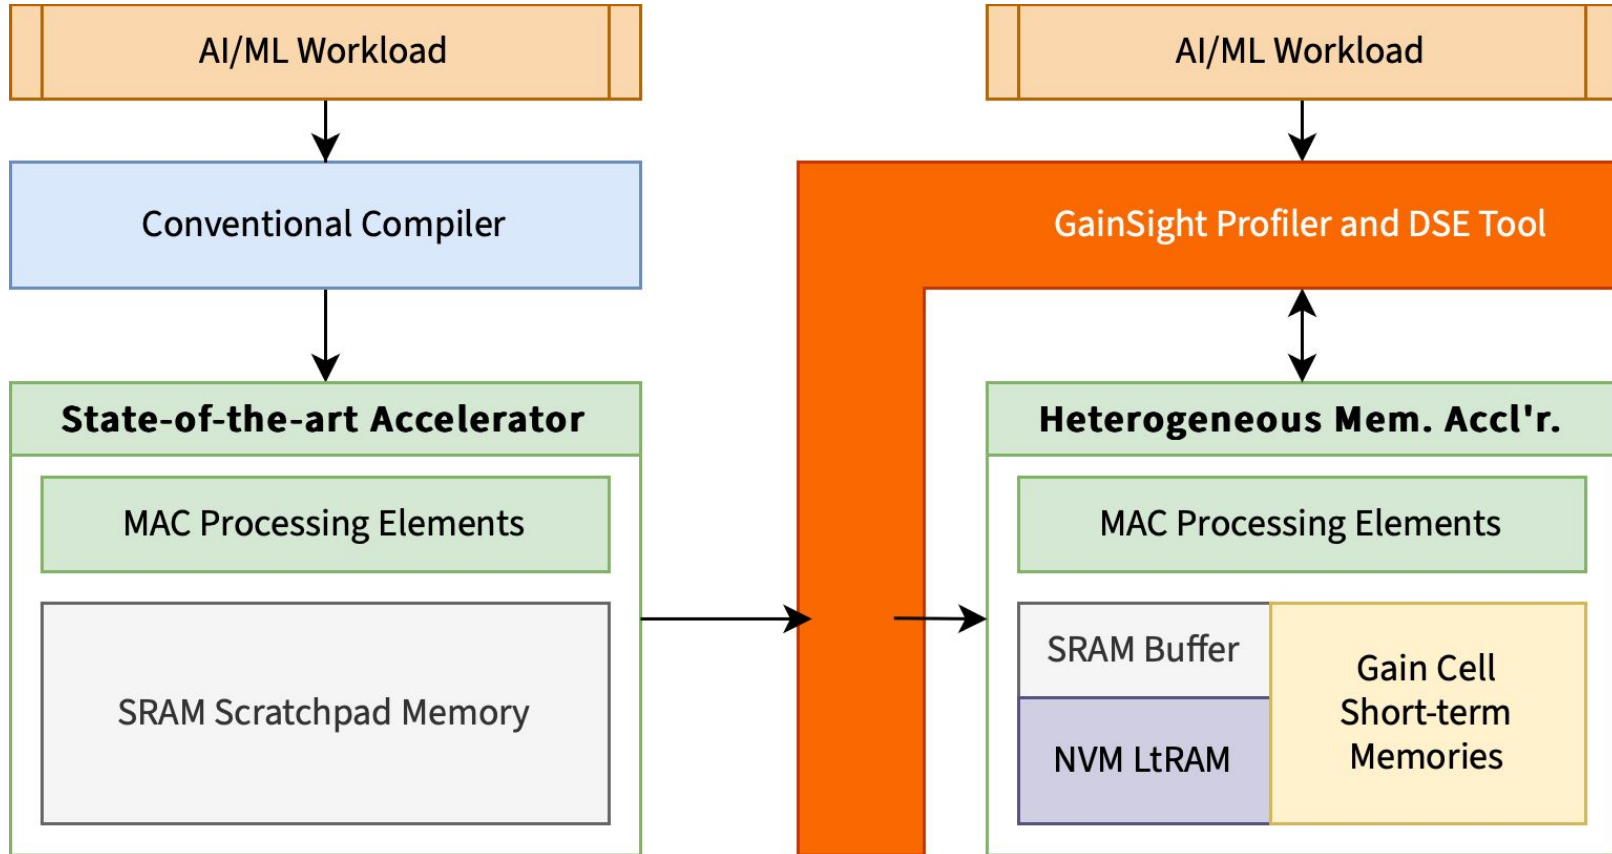 AI/ML Workload
Conventional Compiler
State-of-the-art Accelerator
MAC Processing Elements
SRAM Scratchpad Memory
AI/ML Workload
GainSight Profiler and DSE Tool
Heterogeneous Mem. Accl'r.
MAC Processing Elements
SRAM Buffer
NVM LtRAM
Gain Cell
Short-term
Memories